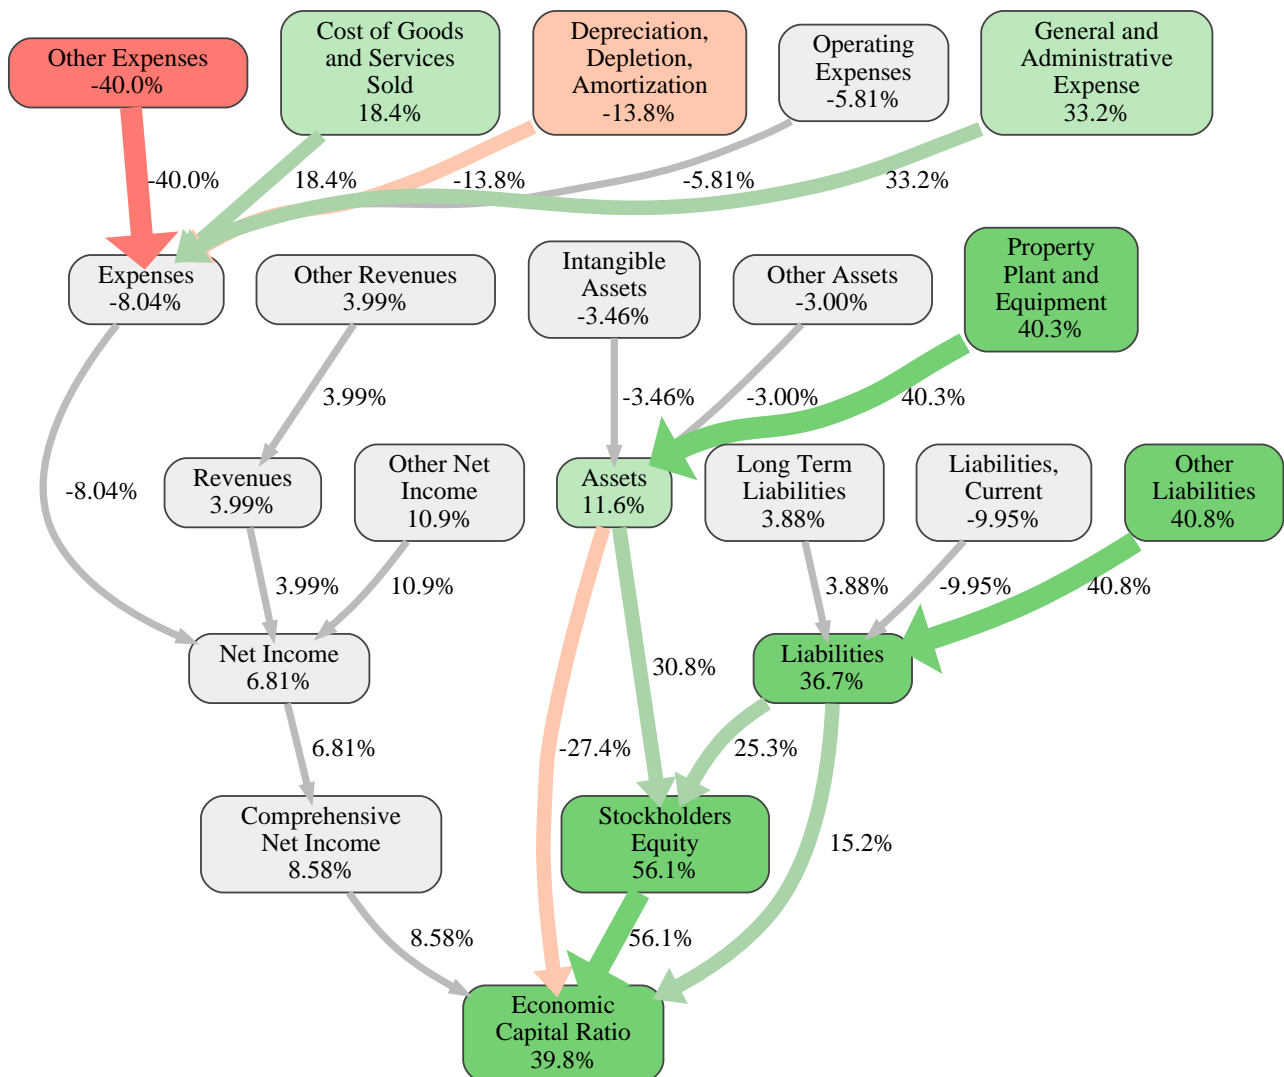 Other Expenses
-40.0%
Cost of Goods
and Services
Sold
18.4%
Depreciation,
Depletion,
Amortization
-13.8%
Operating
Expenses
-5.81%
General and
Administrative
Expense
33.2%
-40.0%
18.4%
-13.8%
-5.81%
33.2%
Expenses
-8.04%
Other Revenues
3.99%
Intangible
Assets
-3.46%
Other Assets
-3.00%
Property
Plant and
Equipment
40.3%
3.99%
-3.46%
-3.00%
40.3%
-8.04%
Revenues
3.99%
Other Net
Income
10.9%
Assets
11.6%
Long Term
Liabilities
3.88%
Liabilities,
Current
-9.95%
Other
Liabilities
40.8%
3.99%
10.9%
3.88%
-9.95%
40.8%
Net Income
6.81%
30.8%
Liabilities
36.7%
6.81%
-27.4%
25.3%
Comprehensive
Net Income
8.58%
Stockholders
Equity
56.1%
15.2%
8.58%
56.1%
Economic
Capital Ratio
39.8%